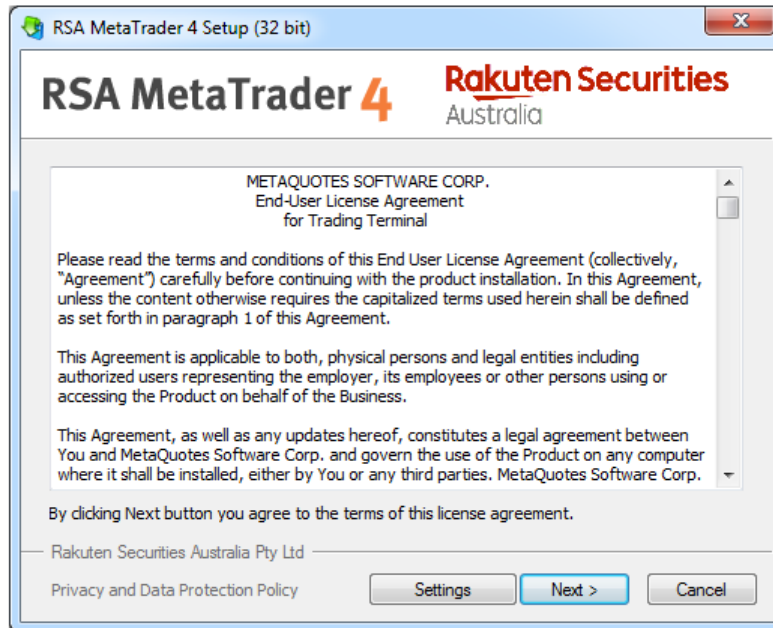 RSA MetaTrader 4 Setup (32 bit)
RSA MetaTrader 4
Rakuten Securities
Australia
METAQUOTES SOFTWARE CORP.
End-User License Agreement
for Trading Terminal
Please read the terms and conditions of this End User License Agreement (collectively,
“Agreement”) carefully before continuing with the product installation. In this Agreement,
unless the content otherwise requires the capitalized terms used herein shall be defined
as set forth in paragraph 1 of this Agreement.
This Agreement is applicable to both, physical persons and legal entities including
authorized users representing the employer, its employees or other persons using or
accessing the Product on behalf of the Business.
This Agreement, as well as any updates hereof, constitutes a legal agreement between
You and MetaQuotes Software Corp. and govern the use of the Product on any computer
where it shall be installed, either by You or any third parties. MetaQuotes Software Corp.
By clicking Next button you agree to the terms of this license agreement.
Rakuten Securities Australia Pty Ltd
Privacy and Data Protection Policy
Settings
Next >
Cancel